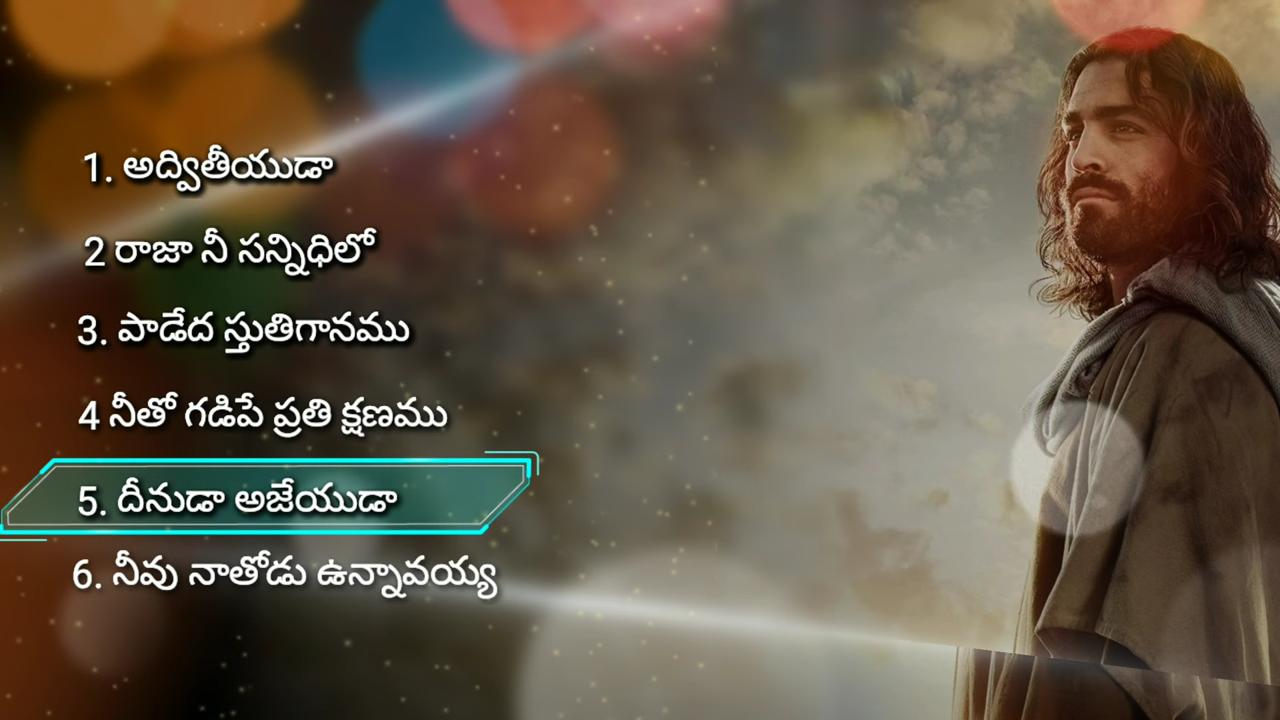 1. అద్వితీయుడా
2 రాజా నీ సన్నిధిలో
3. పాడేద స్తుతిగానము
4 నీతో గడిపే ప్రతి క్షణము
5. దీనుడా అజేయుడా
6. నీవు నాతోడు ఉన్నావయ్య